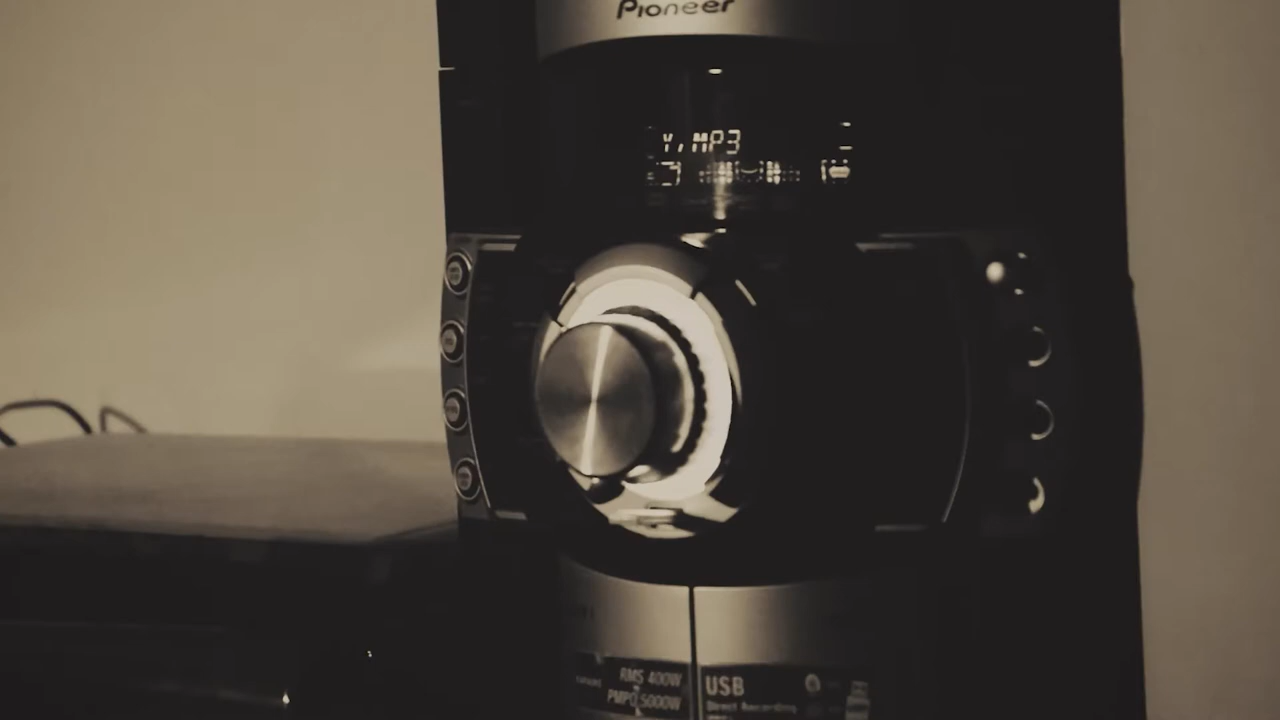 Pioneer
Y.MP3
RMS 400W
PMPO 5000W
USB
Direct Recording